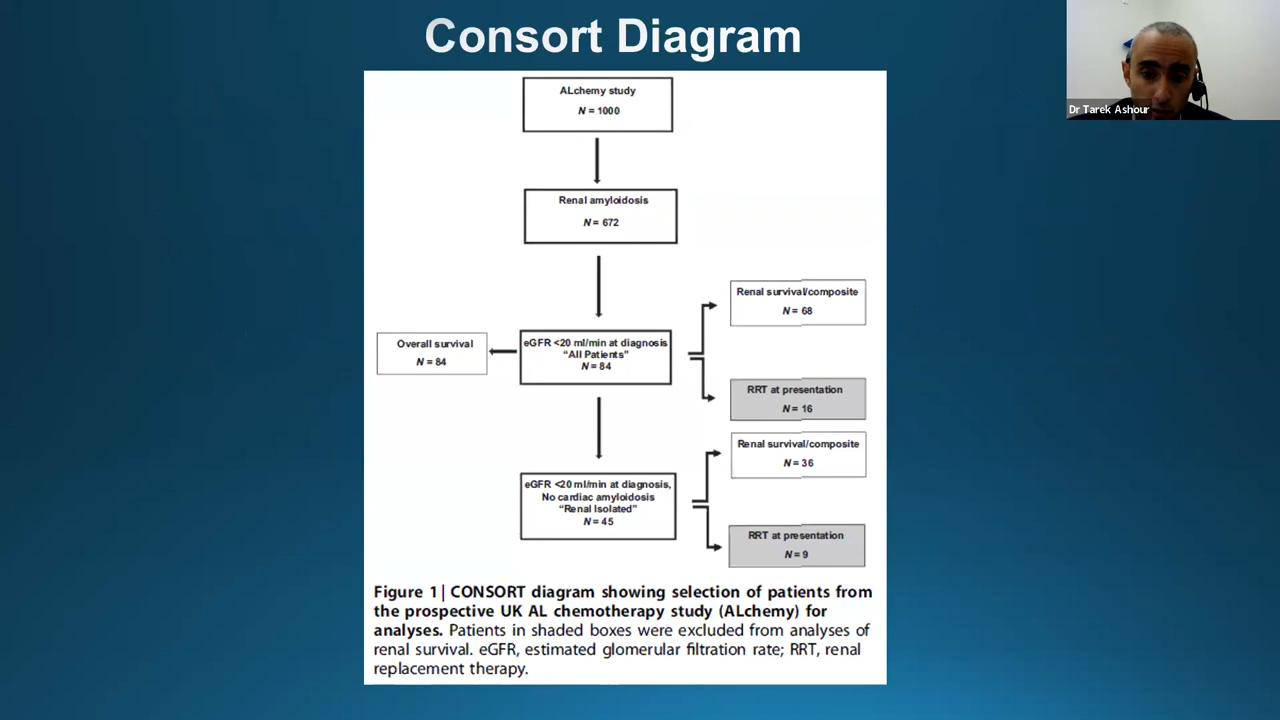 Consort Diagram
Dr Tarek Ashour
ALchemy study
N = 1000
Renal amyloidosis
N = 672
Renal survival/composite
N = 68
Overall survival
N = 84
eGFR <20 ml/min at diagnosis
“All Patients”
N = 84
RRT at presentation
N = 16
Renal survival/composite
N = 36
eGFR <20 ml/min at diagnosis,
No cardiac amyloidosis
“Renal Isolated”
N = 45
RRT at presentation
N = 9
Figure 1 | CONSORT diagram showing selection of patients from
the prospective UK AL chemotherapy study (ALchemy) for
analyses. Patients in shaded boxes were excluded from analyses of
renal survival. eGFR, estimated glomerular filtration rate; RRT, renal
replacement therapy.